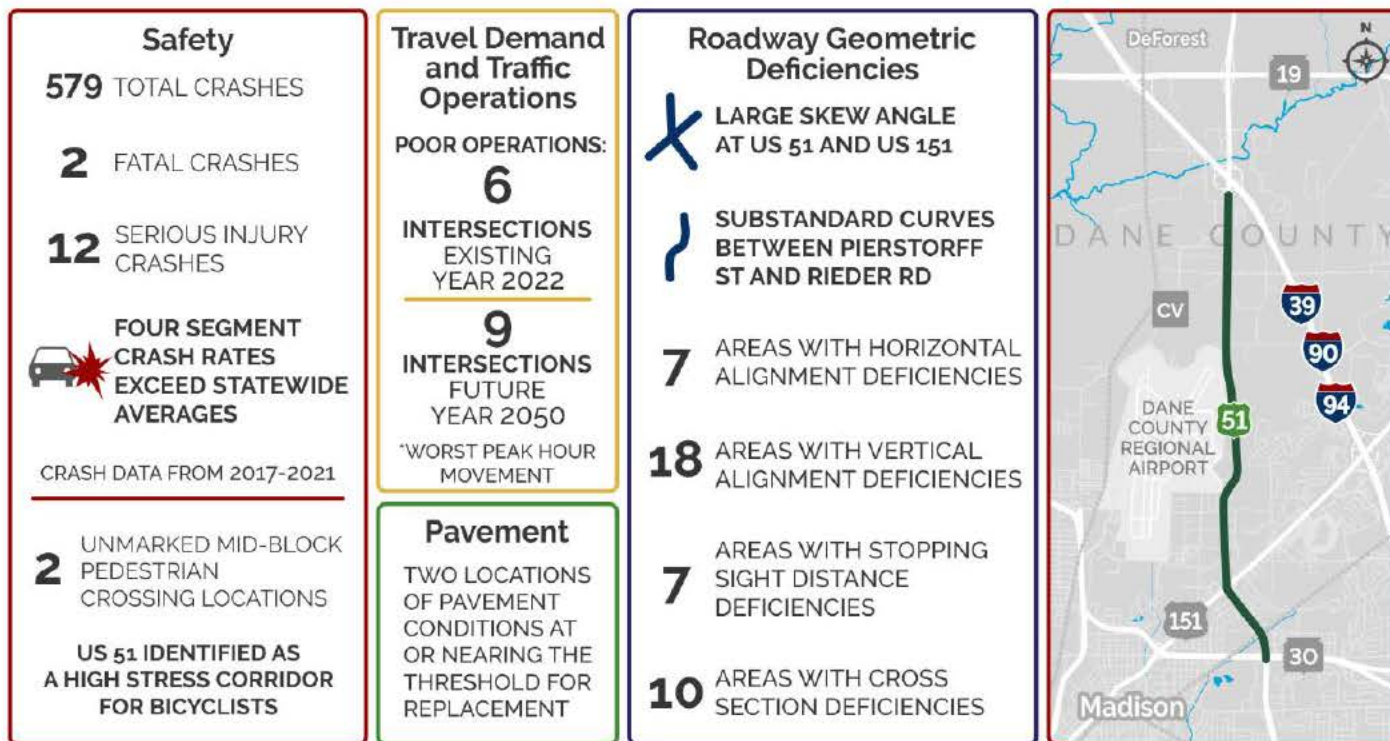 Safety
579 TOTAL CRASHES
2 FATAL CRASHES
12 SERIOUS INJURY
CRASHES
FOUR SEGMENT
CRASH RATES
EXCEED STATEWIDE
AVERAGES
CRASH DATA FROM 2017-2021
2 UNMARKED MID-BLOCK
PEDESTRIAN
CROSSING LOCATIONS
US 51 IDENTIFIED AS
A HIGH STRESS CORRIDOR
FOR BICYCLISTS
Travel Demand
and Traffic
Operations
POOR OPERATIONS:
6
INTERSECTIONS
EXISTING
YEAR 2022
9
INTERSECTIONS
FUTURE
YEAR 2050
*WORST PEAK HOUR
MOVEMENT
Pavement
TWO LOCATIONS
OF PAVEMENT
CONDITIONS AT
OR NEARING THE
THRESHOLD FOR
REPLACEMENT
Roadway Geometric
Deficiencies
LARGE SKEW ANGLE
AT US 51 AND US 151
SUBSTANDARD CURVES
BETWEEN PIERSTORFF
ST AND RIEDER RD
7 AREAS WITH HORIZONTAL
ALIGNMENT DEFICIENCIES
18 AREAS WITH VERTICAL
ALIGNMENT DEFICIENCIES
7 AREAS WITH STOPPING
SIGHT DISTANCE
DEFICIENCIES
10 AREAS WITH CROSS
SECTION DEFICIENCIES
DeForest
N
19
DANE COUNTY
CV
39
90
94
51
DANE
COUNTY
REGIONAL
AIRPORT
151
30
Madison